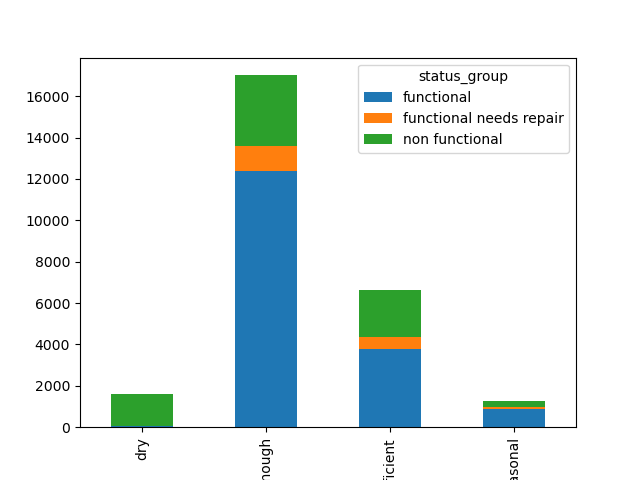 status_group
functional
functional needs repair
non functional
16000
14000
12000
10000
8000
6000
4000
2000
0
dry